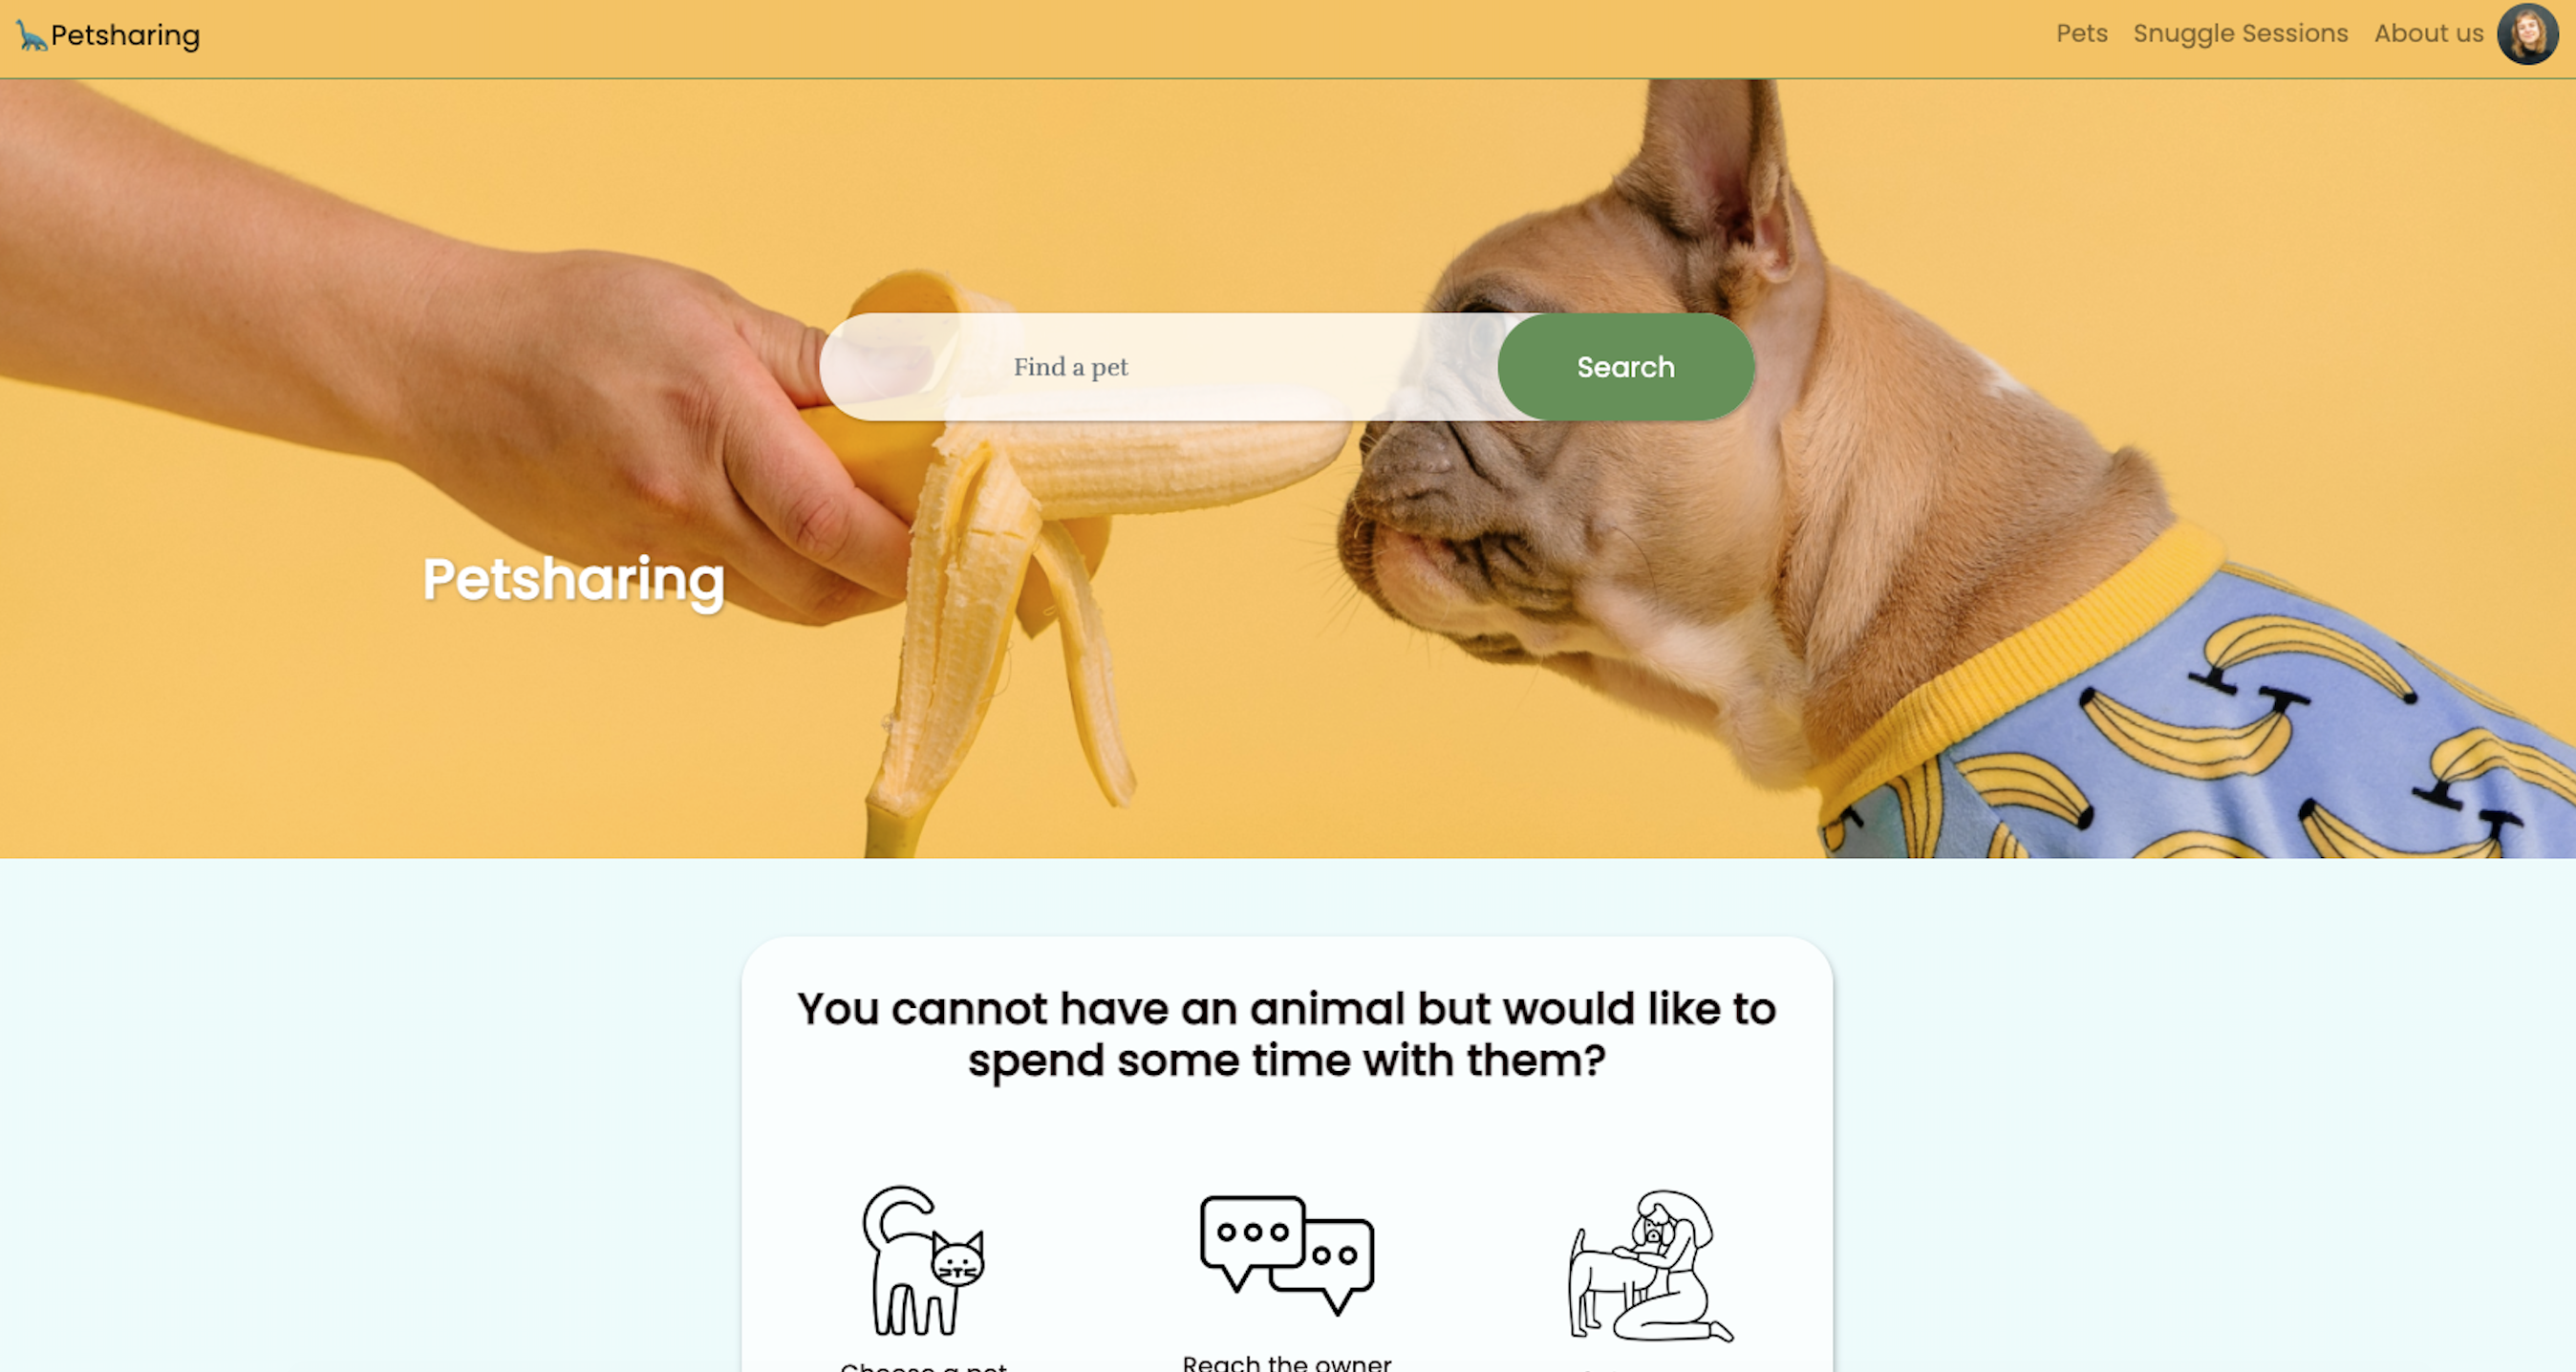 Petsharing
Pets
Snuggle Sessions
About us
Find a pet
Search
Petsharing
You cannot have an animal but would like to
spend some time with them?
Choose a pet
Reach the owner